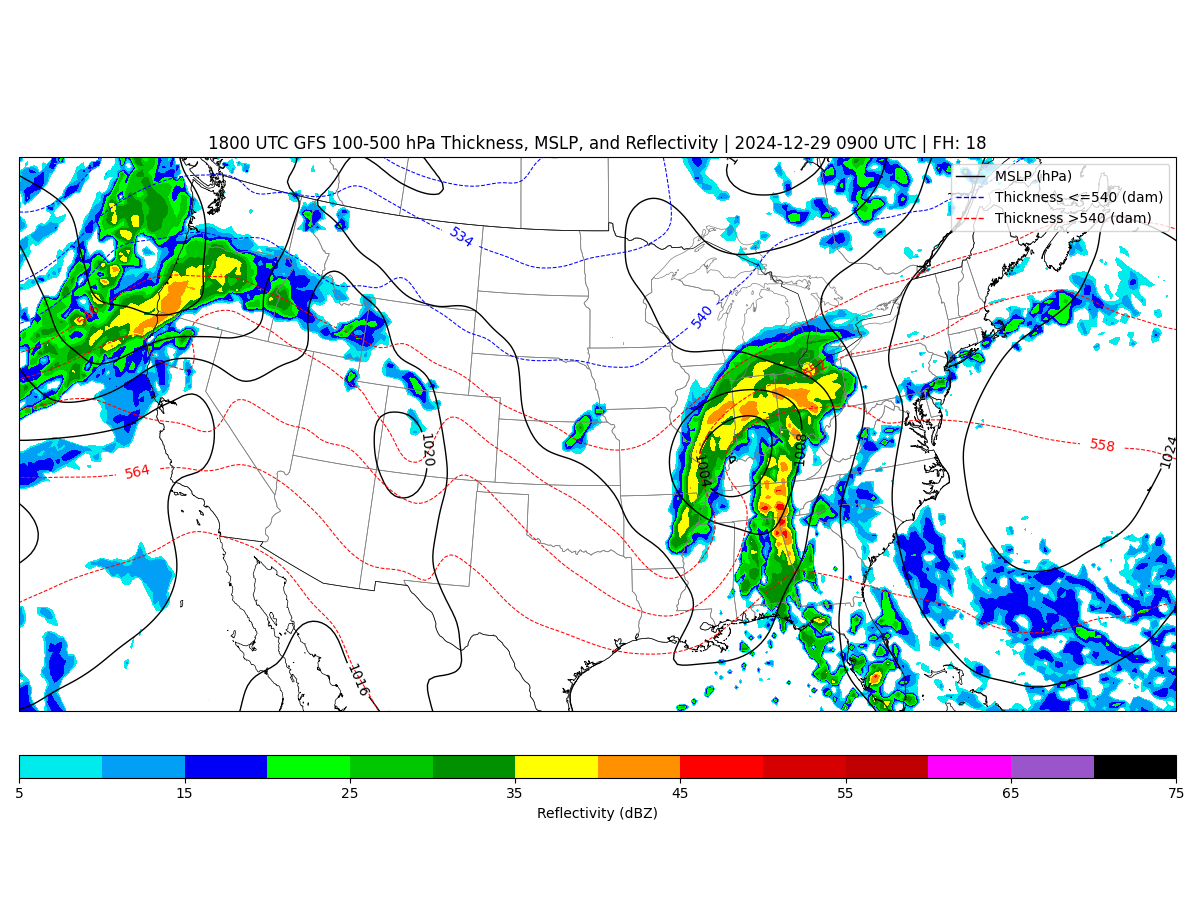 1800 UTC GFS 100-500 hPa Thickness, MSLP, and Reflectivity | 2024-12-29 0900 UTC | FH: 18
MSLP (hPa)
Thickness <=540 (dam)
Thickness >540 (dam)
534
540
552
558
564
1020
1004
1008
1024
1016
5 15 25 35 45 55 65 75
Reflectivity (dBZ)